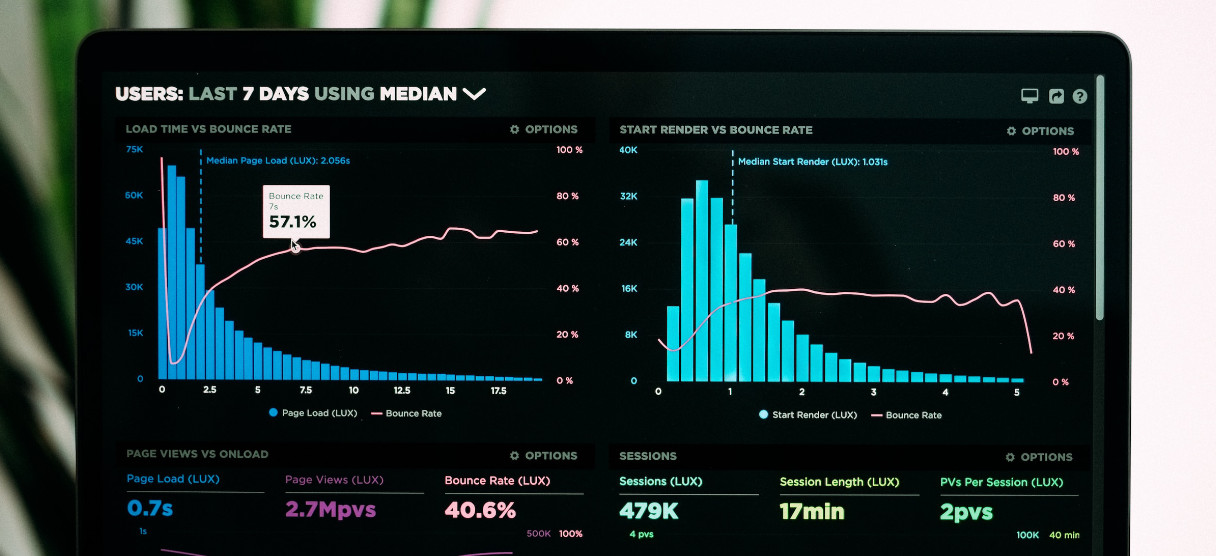 USERS: LAST 7 DAYS USING MEDIAN
LOAD TIME VS BOUNCE RATE
OPTIONS
75K
60K
45K
30K
15K
0
Median Page Load (LUX): 2.056s
Bounce Rate
7s
57.1%
100 %
80 %
60 %
40 %
20 %
0 %
0 2.5 5 7.5 10 12.5 15 17.5
Page Load (LUX) Bounce Rate
START RENDER VS BOUNCE RATE
OPTIONS
40K
32K
24K
16K
8K
0
Median Start Render (LUX): 1.031s
100 %
80 %
60 %
40 %
20 %
0 %
0 1 2 3 4 5
Start Render (LUX) Bounce Rate
PAGE VIEWS VS ONLOAD
OPTIONS
Page Load (LUX) Page Views (LUX) Bounce Rate (LUX)
0.7s 2.7Mpvs 40.6%
1s 500K 100%
SESSIONS
OPTIONS
Sessions (LUX) Session Length (LUX) PVs Per Session (LUX)
479K 17min 2pvs
4 pvs 100K 40 min